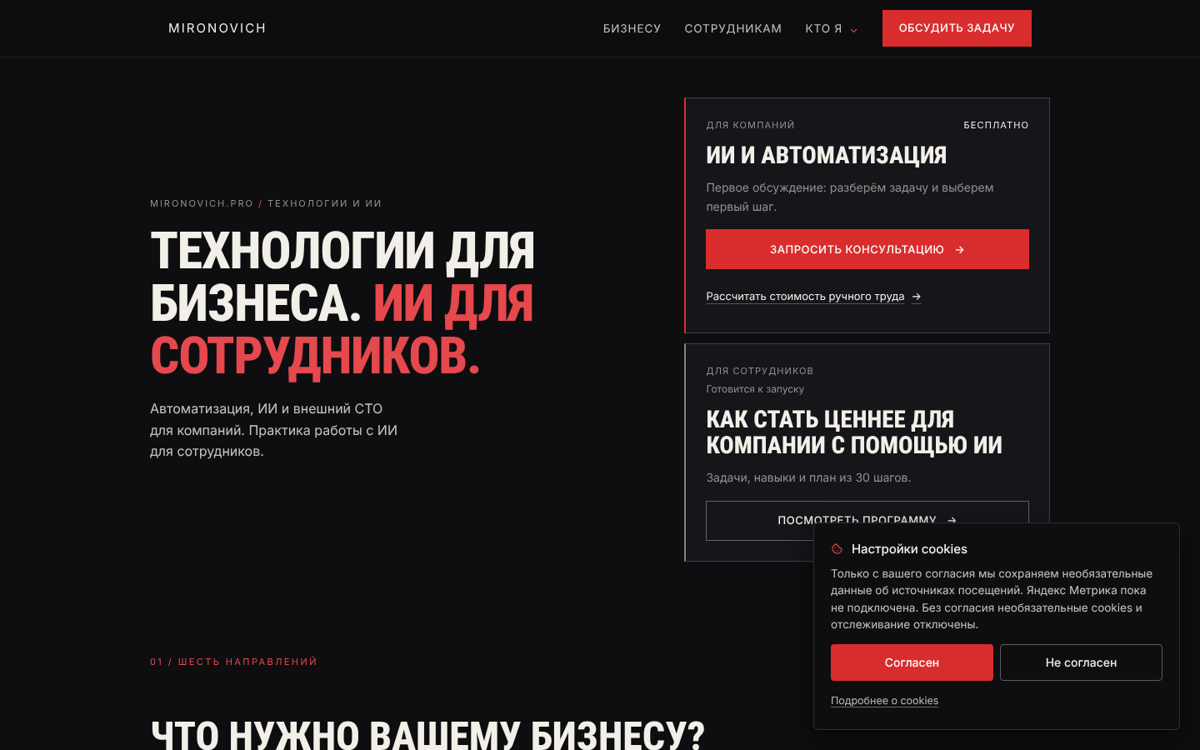 MIRONOVICH
БИЗНЕСУ
СОТРУДНИКАМ
КТО Я
ОБСУДИТЬ ЗАДАЧУ
MIRONOVICH.PRO / ТЕХНОЛОГИИ И ИИ
ТЕХНОЛОГИИ ДЛЯ
БИЗНЕСА. ИИ ДЛЯ
СОТРУДНИКОВ.
Автоматизация, ИИ и внешний CTO
для компаний. Практика работы с ИИ
для сотрудников.
ДЛЯ КОМПАНИЙ
БЕСПЛАТНО
ИИ И АВТОМАТИЗАЦИЯ
Первое обсуждение: разберём задачу и выберем
первый шаг.
ЗАПРОСИТЬ КОНСУЛЬТАЦИЮ →
Рассчитать стоимость ручного труда →
ДЛЯ СОТРУДНИКОВ
Готовится к запуску
КАК СТАТЬ ЦЕННЕЕ ДЛЯ
КОМПАНИИ С ПОМОЩЬЮ ИИ
Задачи, навыки и план из 30 шагов.
ПОСМОТРЕТЬ ПРОГРАММУ →
Настройки cookies
Только с вашего согласия мы сохраняем необязательные
данные об источниках посещений. Яндекс Метрика пока
не подключена. Без согласия необязательные cookies и
отслеживание отключены.
Согласен
Не согласен
Подробнее о cookies
01 / ШЕСТЬ НАПРАВЛЕНИЙ
ЧТО НУЖНО ВАШЕМУ БИЗНЕСУ?